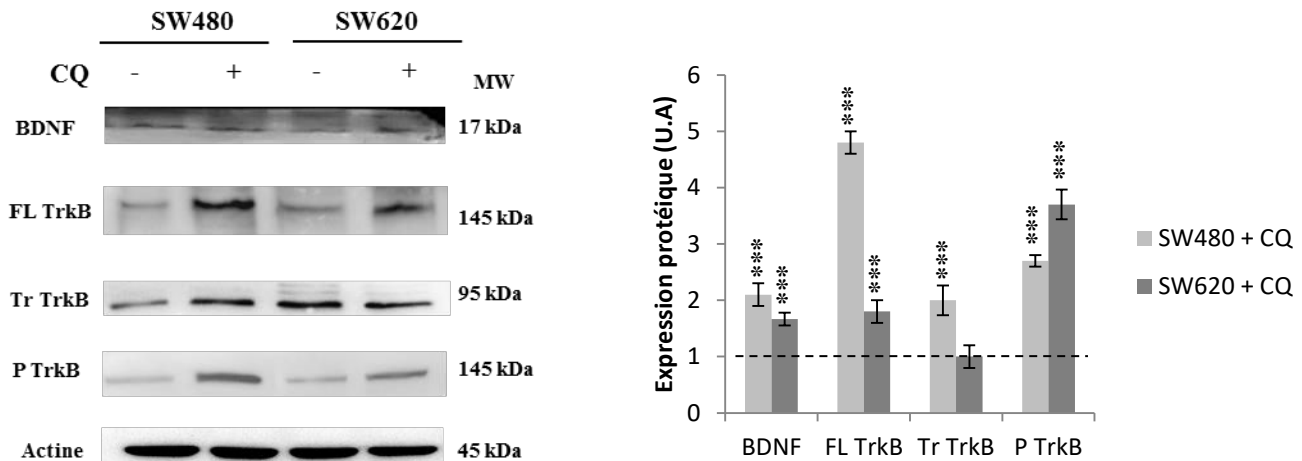 SW480 SW620
CQ - + - + MW
BDNF 17 kDa
FL TrkB 145 kDa
Tr TrkB 95 kDa
P TrkB 145 kDa
Actine 45 kDa
Expression protéique (U.A)
6
5
4
3
2
1
0
*** *** *** *** *** *** ***
BDNF FL TrkB Tr TrkB P TrkB
SW480 + CQ
SW620 + CQ